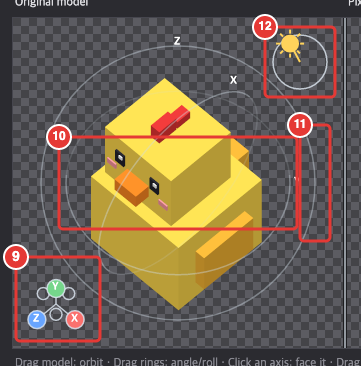 Original model
Pix
12
Z
X
11
10
9
Y
Z X
Drag model: orbit · Drag rings: angle/roll · Click an axis: face it · Drag